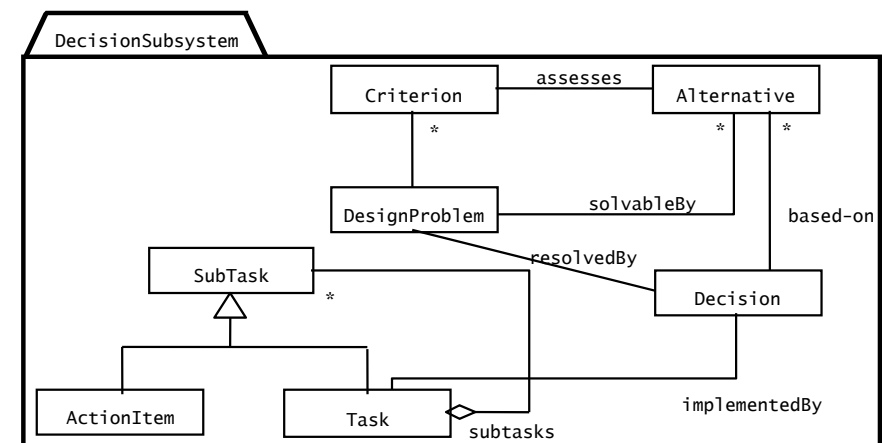 DecisionSubsystem
assesses
Criterion
Alternative
*
*
*
solvableBy
DesignProblem
based-on
resolvedBy
SubTask
*
Decision
ActionItem
Task
implementedBy
subtasks